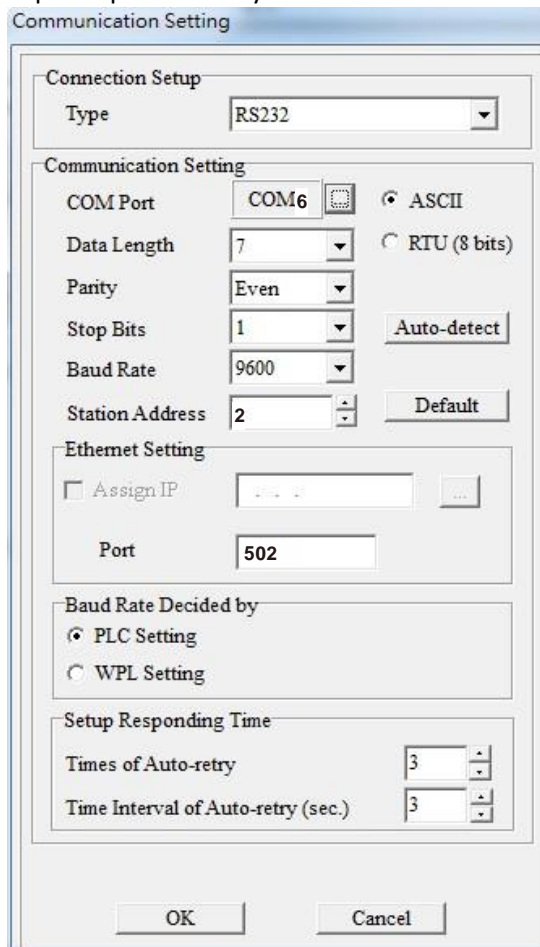 Communication Setting
Connection Setup
Type RS232
Communication Setting
COM Port COM6 ASCII
Data Length 7 RTU (8 bits)
Parity Even
Stop Bits 1 Auto-detect
Baud Rate 9600
Station Address 2 Default
Ethernet Setting
Assign IP . . . ...
Port 502
Baud Rate Decided by
PLC Setting
WPL Setting
Setup Responding Time
Times of Auto-retry 3
Time Interval of Auto-retry (sec.) 3
OK Cancel